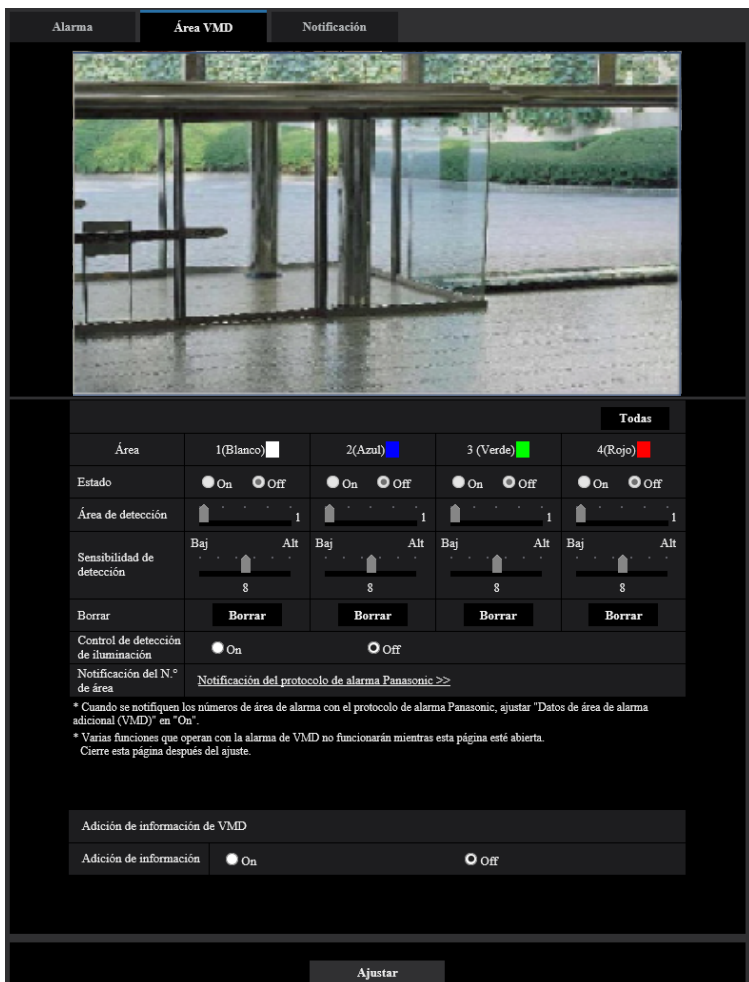 Alarma Área VMD Notificación
Todas
Área 1(Blanco) 2(Azul) 3 (Verde) 4(Rojo)
Estado On Off On Off On Off On Off
Área de detección 1 1 1 1
Baj Alt Baj Alt Baj Alt Baj Alt
Sensibilidad de
detección
8 8 8 8
Borrar Borrar Borrar Borrar Borrar
Control de detección
de iluminación On Off
Notificación del N.°
de área Notificación del protocolo de alarma Panasonic >>
* Cuando se notifiquen los números de área de alarma con el protocolo de alarma Panasonic, ajustar "Datos de área de alarma
adicional (VMD)" en "On".
* Varias funciones que operan con la alarma de VMD no funcionarán mientras esta página esté abierta.
Cierre esta página después del ajuste.
Adición de información de VMD
Adición de información On Off
Ajustar